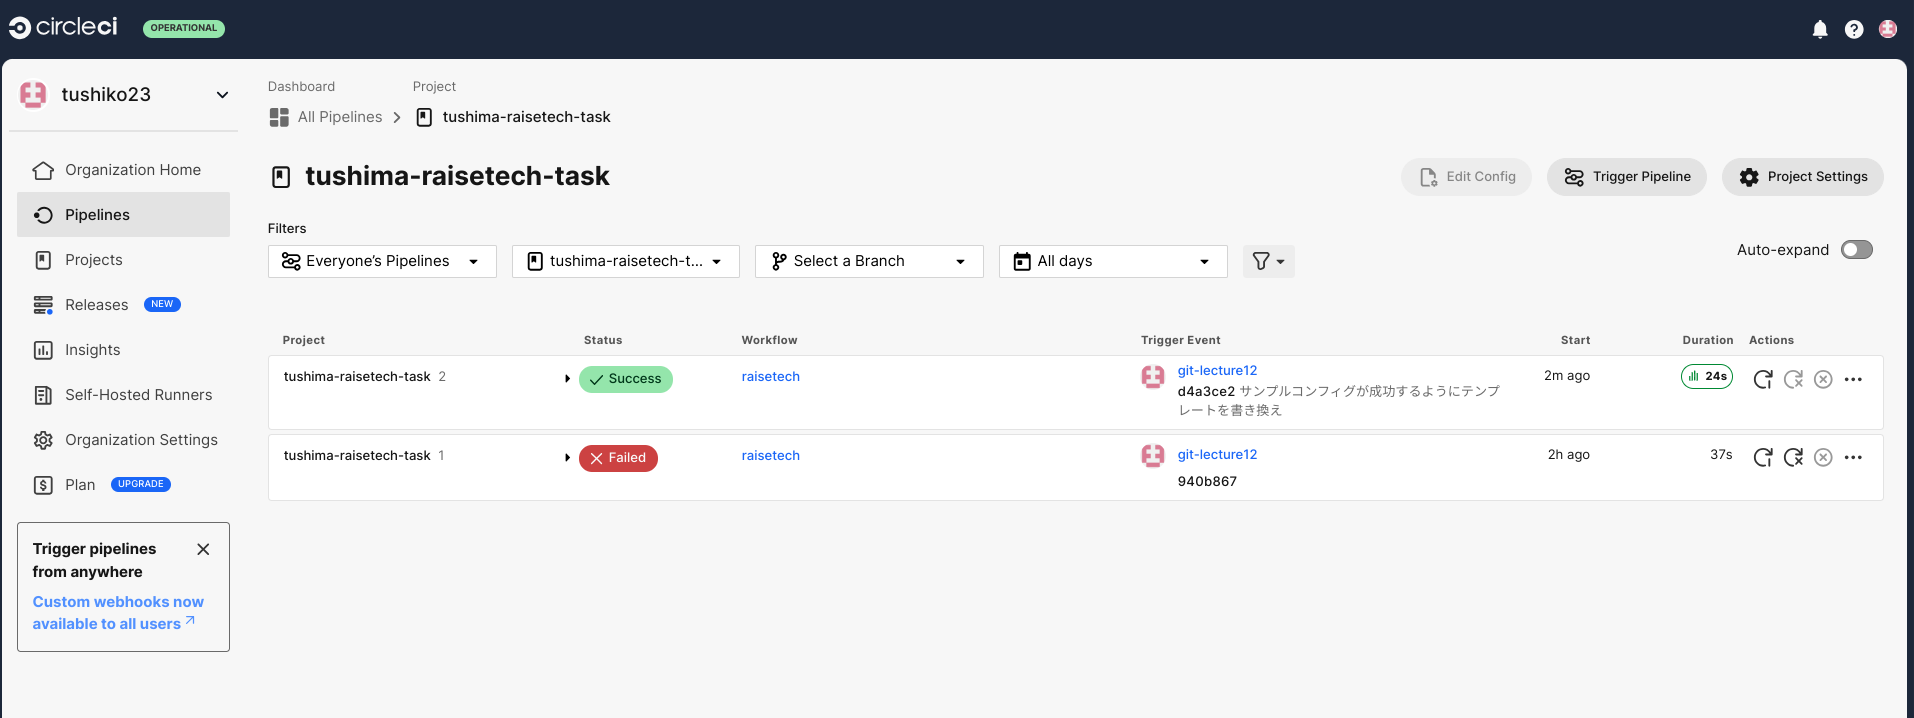 circleci OPERATIONAL
tushiko23
Dashboard Project
All Pipelines tushima-raisetech-task
tushima-raisetech-task
Edit Config Trigger Pipeline Project Settings
Organization Home
Pipelines
Projects
Releases NEW
Insights
Self-Hosted Runners
Organization Settings
Plan UPGRADE
Trigger pipelines
from anywhere
Custom webhooks now
available to all users
Filters
Everyone's Pipelines tushima-raisetech-t... Select a Branch All days
Auto-expand
Project Status Workflow Trigger Event Start Duration Actions
tushima-raisetech-task 2 Success raisetech git-lecture12 2m ago 24s
d4a3ce2 サンプルコンフィグが成功するようにテンプ
レートを書き換え
tushima-raisetech-task 1 Failed raisetech git-lecture12 2h ago 37s
940b867